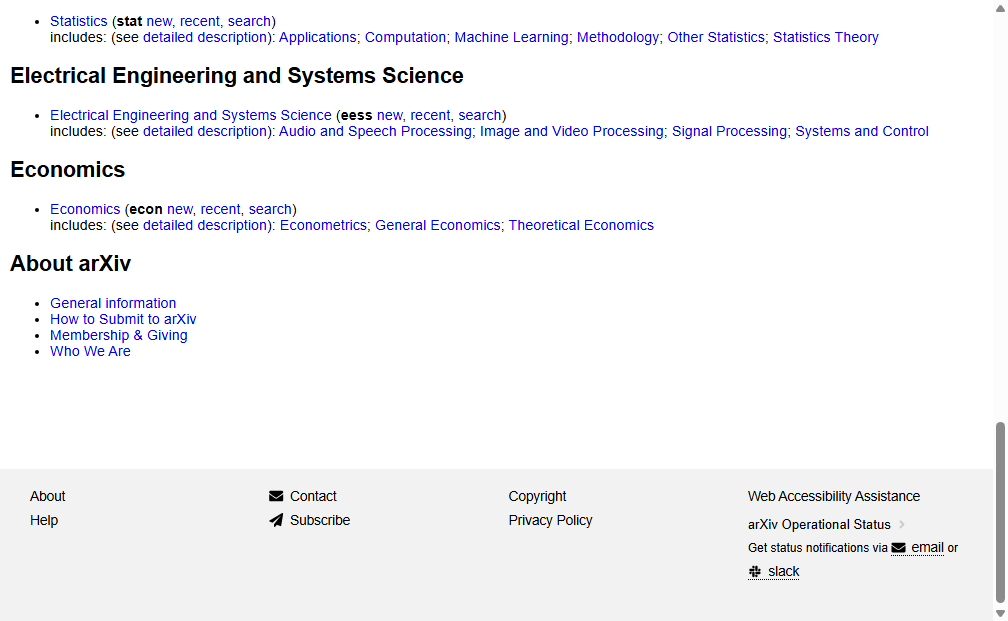 Statistics (stat new, recent, search)
includes: (see detailed description): Applications; Computation; Machine Learning; Methodology; Other Statistics; Statistics Theory
Electrical Engineering and Systems Science
Electrical Engineering and Systems Science (eess new, recent, search)
includes: (see detailed description): Audio and Speech Processing; Image and Video Processing; Signal Processing; Systems and Control
Economics
Economics (econ new, recent, search)
includes: (see detailed description): Econometrics; General Economics; Theoretical Economics
About arXiv
General information
How to Submit to arXiv
Membership & Giving
Who We Are
About
Help
Contact
Subscribe
Copyright
Privacy Policy
Web Accessibility Assistance
arXiv Operational Status
Get status notifications via email or
slack